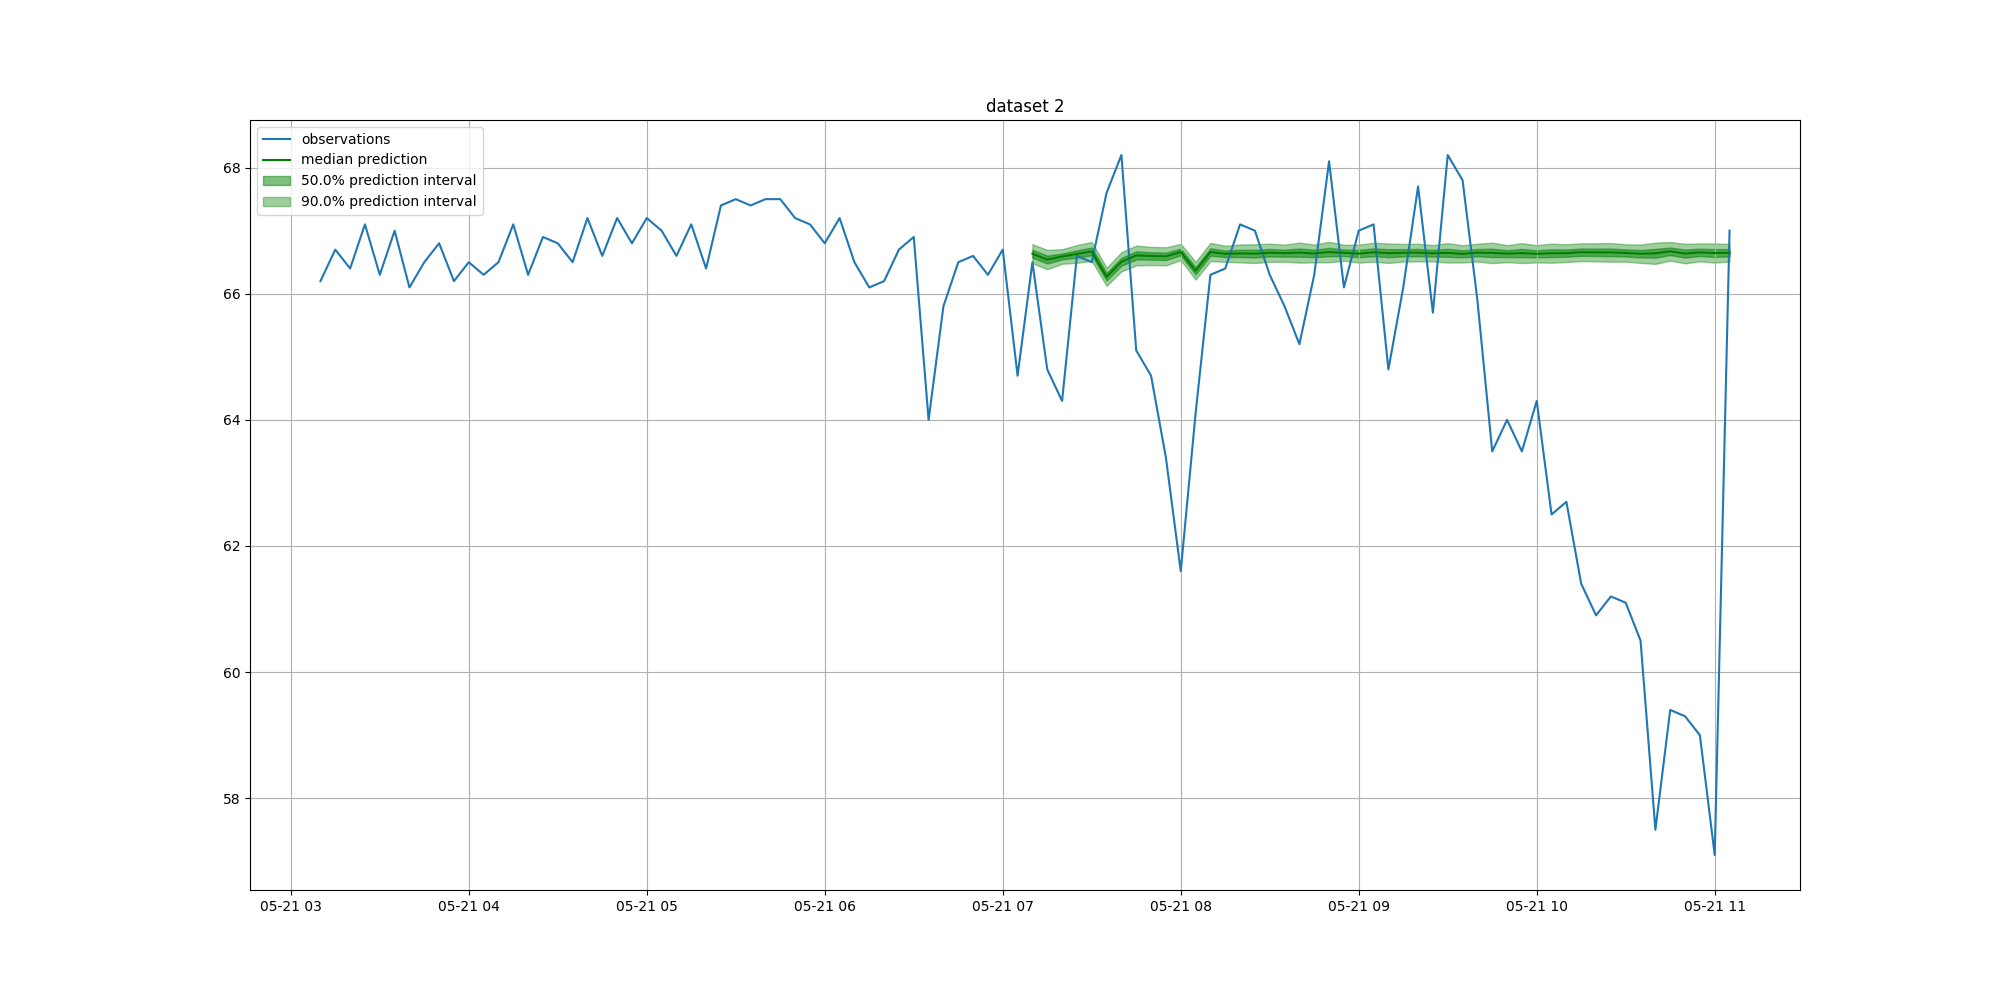 dataset 2
observations
median prediction
50.0% prediction interval
90.0% prediction interval
68
66
64
62
60
58
05-21 03 05-21 04 05-21 05 05-21 06 05-21 07 05-21 08 05-21 09 05-21 10 05-21 11